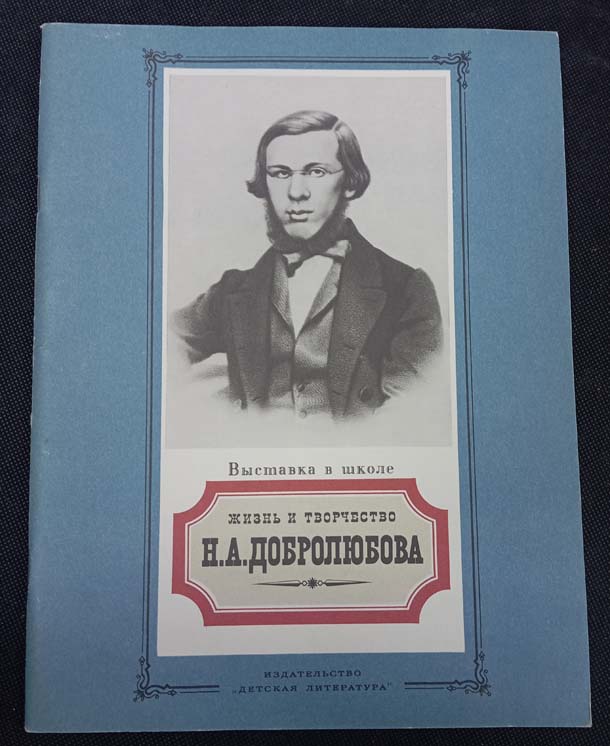 Выставка в школе
ЖИЗНЬ И ТВОРЧЕСТВО
Н.А.ДОБРОЛЮБОВА
ИЗДАТЕЛЬСТВО
„ДЕТСКАЯ ЛИТЕРАТУРА"